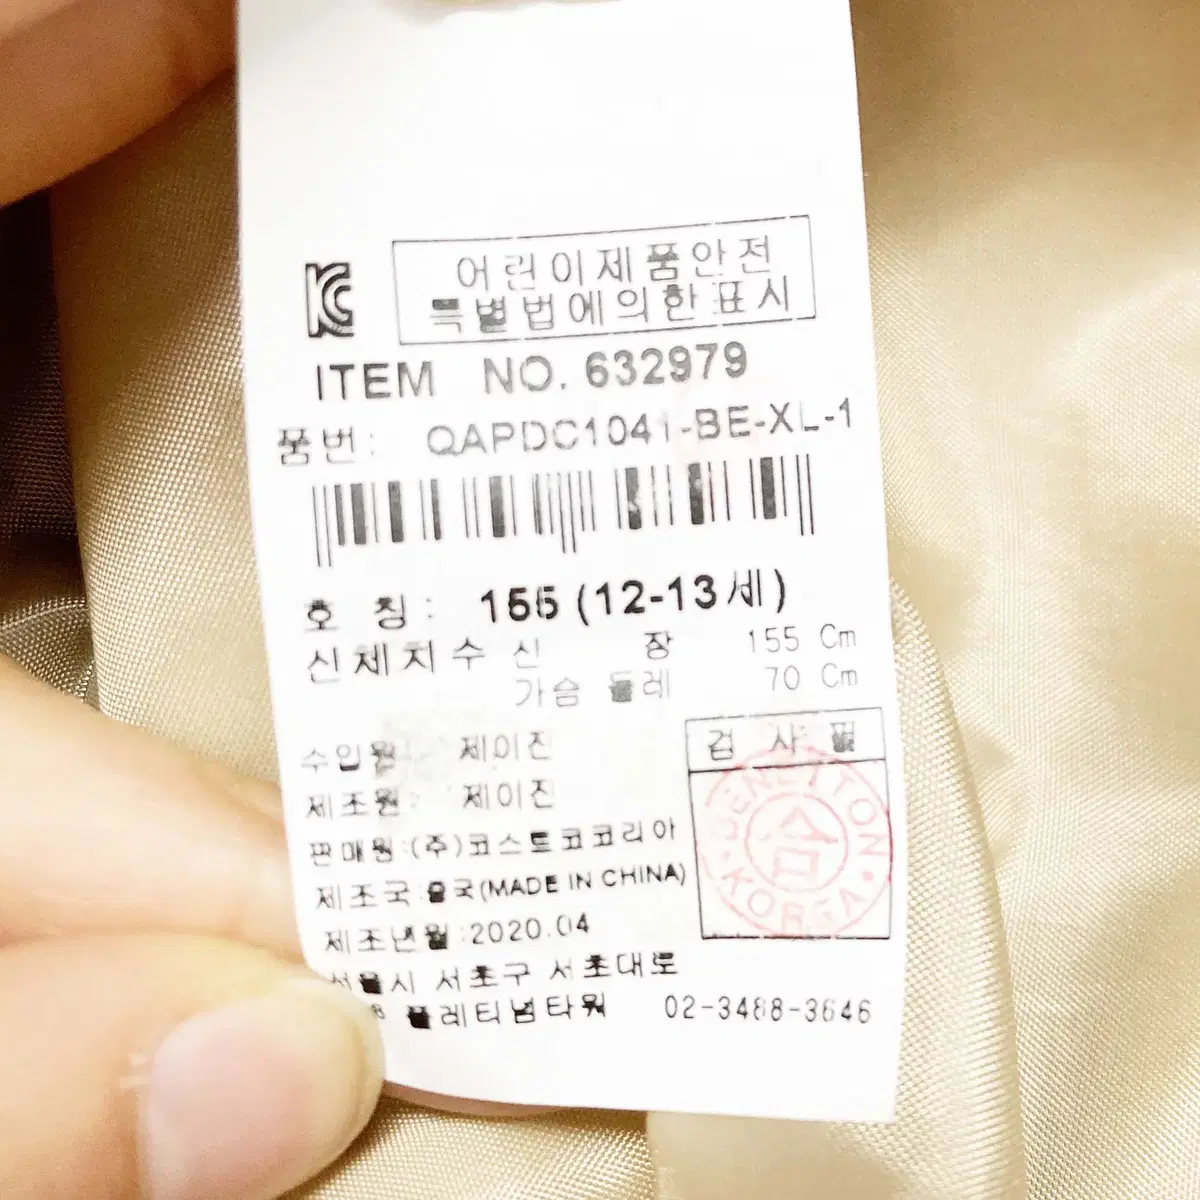 KC
어린이제품안전
특별법에의한 표시
ITEM NO. 632979
품번: QAPDC1041-BE-XL-1
호 칭: 155 (12-13세)
신체치수 신 장 155 Cm
가슴 둘레 70 Cm
검 사 필
수입원: 제이진
제조원: 제이진
판매원:(주)코스트코코리아
제조국:중국(MADE IN CHINA)
제조년월:2020.04
BENETTON KOREA
合
서울시 서초구 서초대로
플레티넘타워 02-3488-3646